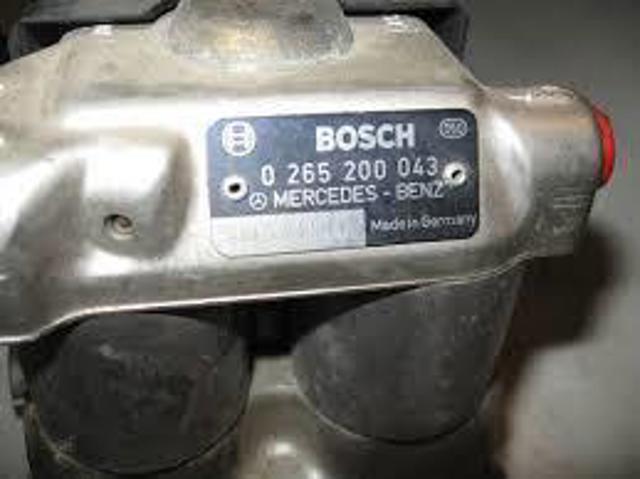 BOSCH
0 265 200 043
MERCEDES - BENZ
Made in Germany